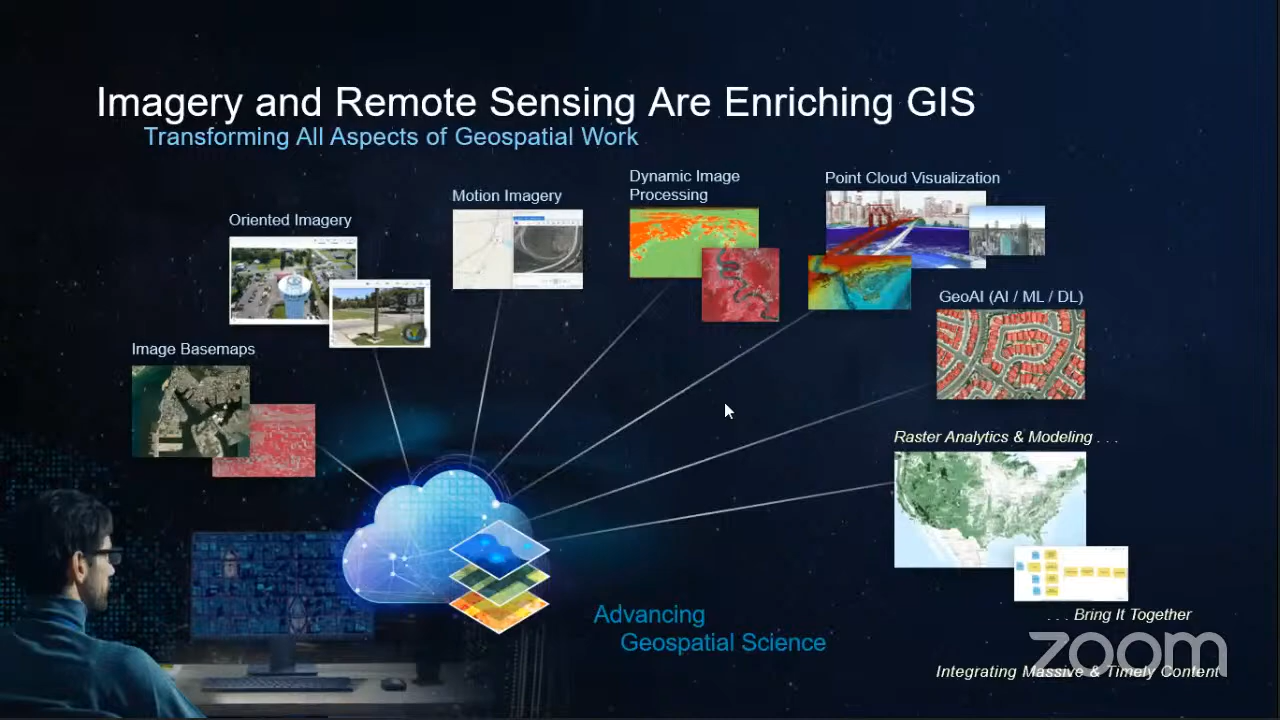 Imagery and Remote Sensing Are Enriching GIS
Transforming All Aspects of Geospatial Work
Dynamic Image
Processing
Point Cloud Visualization
Motion Imagery
Oriented Imagery
GeoAI (AI / ML / DL)
Image Basemaps
Raster Analytics & Modeling . . .
Advancing
Geospatial Science
. . . Bring It Together
zoom
Integrating Massive & Timely Content